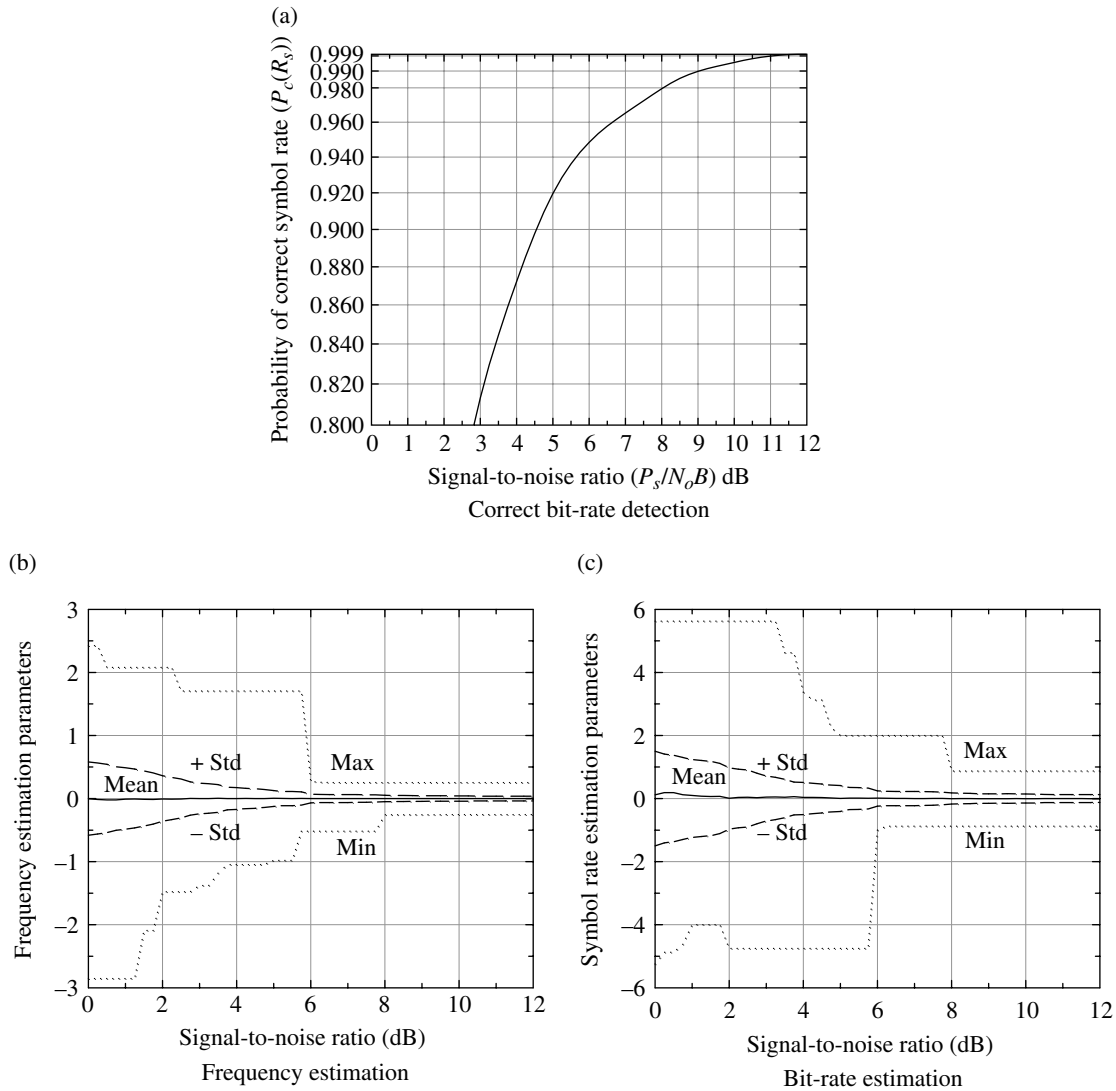 (a)
Probability of correct symbol rate (P_c(R_s))
0.999
0.990
0.980
0.960
0.940
0.920
0.900
0.880
0.860
0.840
0.820
0.800
0 1 2 3 4 5 6 7 8 9 10 11 12
Signal-to-noise ratio (P_s/N_oB) dB
Correct bit-rate detection
(b)
Frequency estimation parameters
3
2
1
0
–1
–2
–3
+ Std
Mean
– Std
Max
Min
0 2 4 6 8 10 12
Signal-to-noise ratio (dB)
Frequency estimation
(c)
Symbol rate estimation parameters
6
4
2
0
–2
–4
–6
+ Std
Mean
– Std
Max
Min
0 2 4 6 8 10 12
Signal-to-noise ratio (dB)
Bit-rate estimation